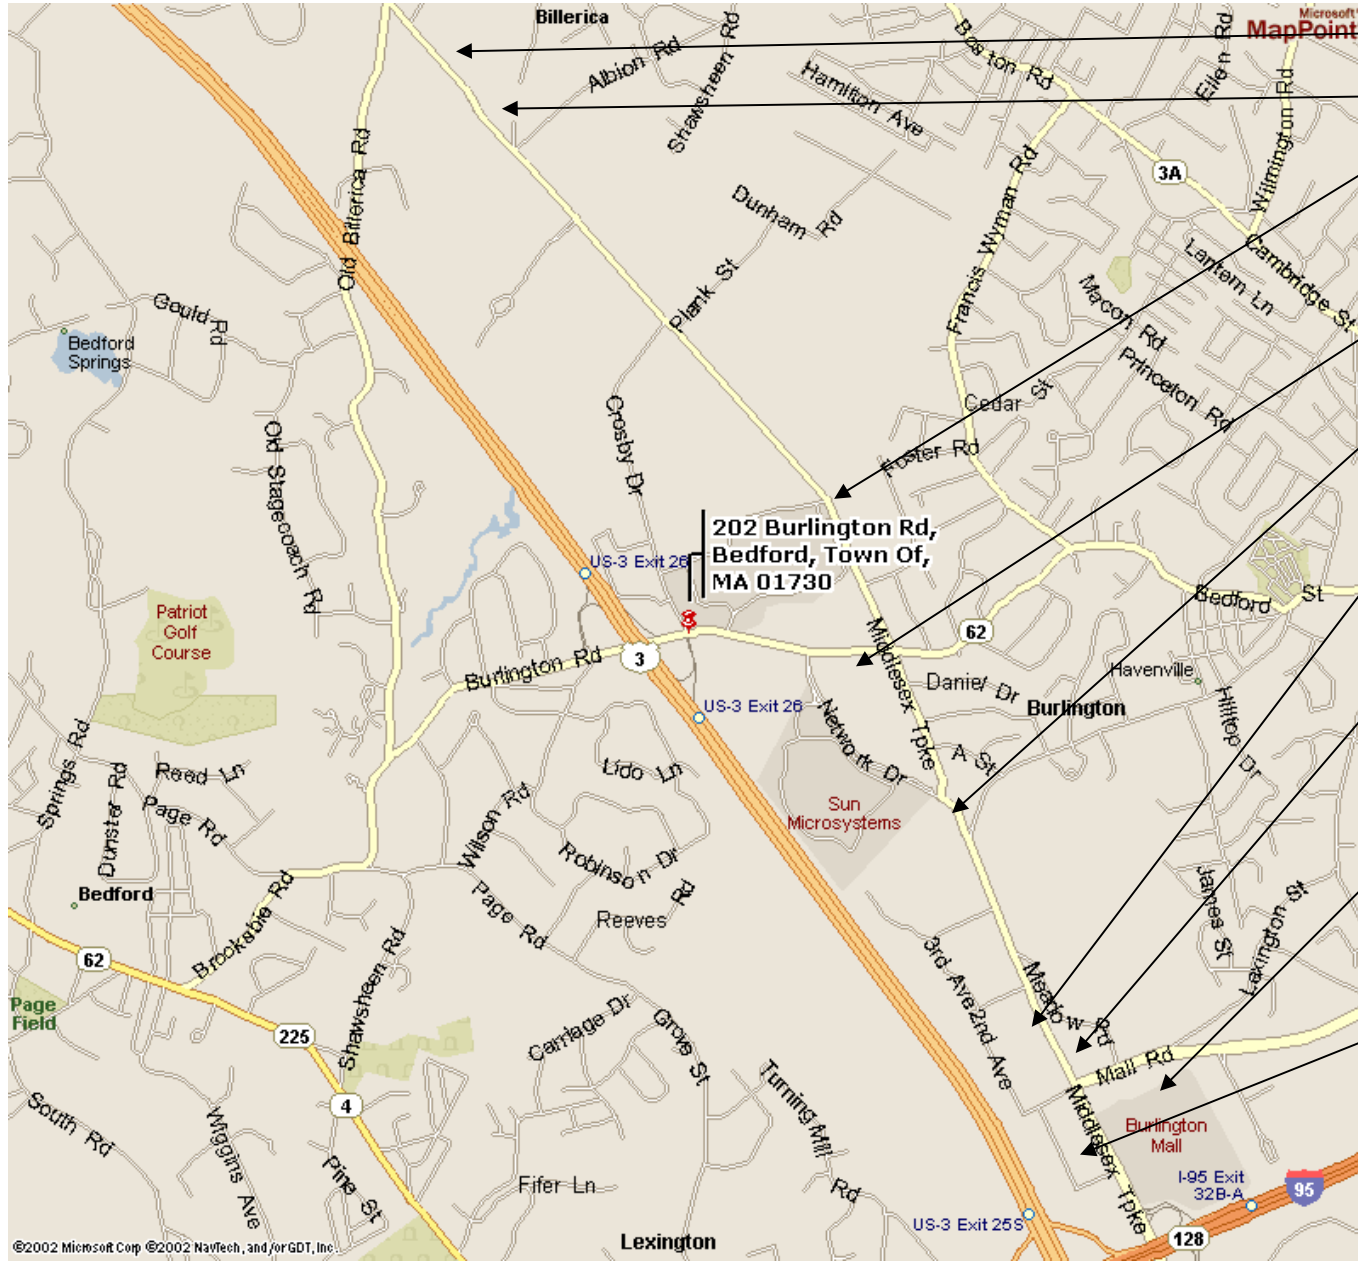 Billerica
Microsoft
MapPoint
Boston Rd
Albion Rd
Shawsheen Rd
Hamilton Ave
Eileen Rd
Wilmington Rd
3A
Old Billerica Rd
Dunham Rd
Plank St
Francis Wyman Rd
Lantern Ln
Cambridge St
Macon Rd
Princeton Rd
Gould Rd
Bedford
Springs
Crosby Dr
Cedar St
Foster Rd
Old Stagecoach Rd
202 Burlington Rd,
Bedford, Town Of,
MA 01730
US-3 Exit 26
Bedford St
Patriot
Golf
Course
62
3
Burlington Rd
Middlesex Tpke
Havenville
Daniel Dr
Burlington
US-3 Exit 26
Network Dr
A St
Hilltop Dr
Springs Rd
Dunster Rd
Reed Ln
Page Rd
Lido Ln
Wilson Rd
Sun
Microsystems
Robinson Dr
Bedford
Brooksbie Rd
Page Rd
Reeves Rd
James St
Lexington St
62
Shawsheen Rd
3rd Ave
2nd Ave
Meadow Rd
Page
Field
225
Carriage Dr
Grove St
Mall Rd
4
Turning Mill Rd
Middlesex Tpke
Burlington
Mall
South Rd
Wiggins Ave
Pine St
Fifer Ln
I-95 Exit
32B-A
95
US-3 Exit 25S
128
Lexington
©2002 Microsoft Corp ©2002 NavTech, and/or GDT, Inc.